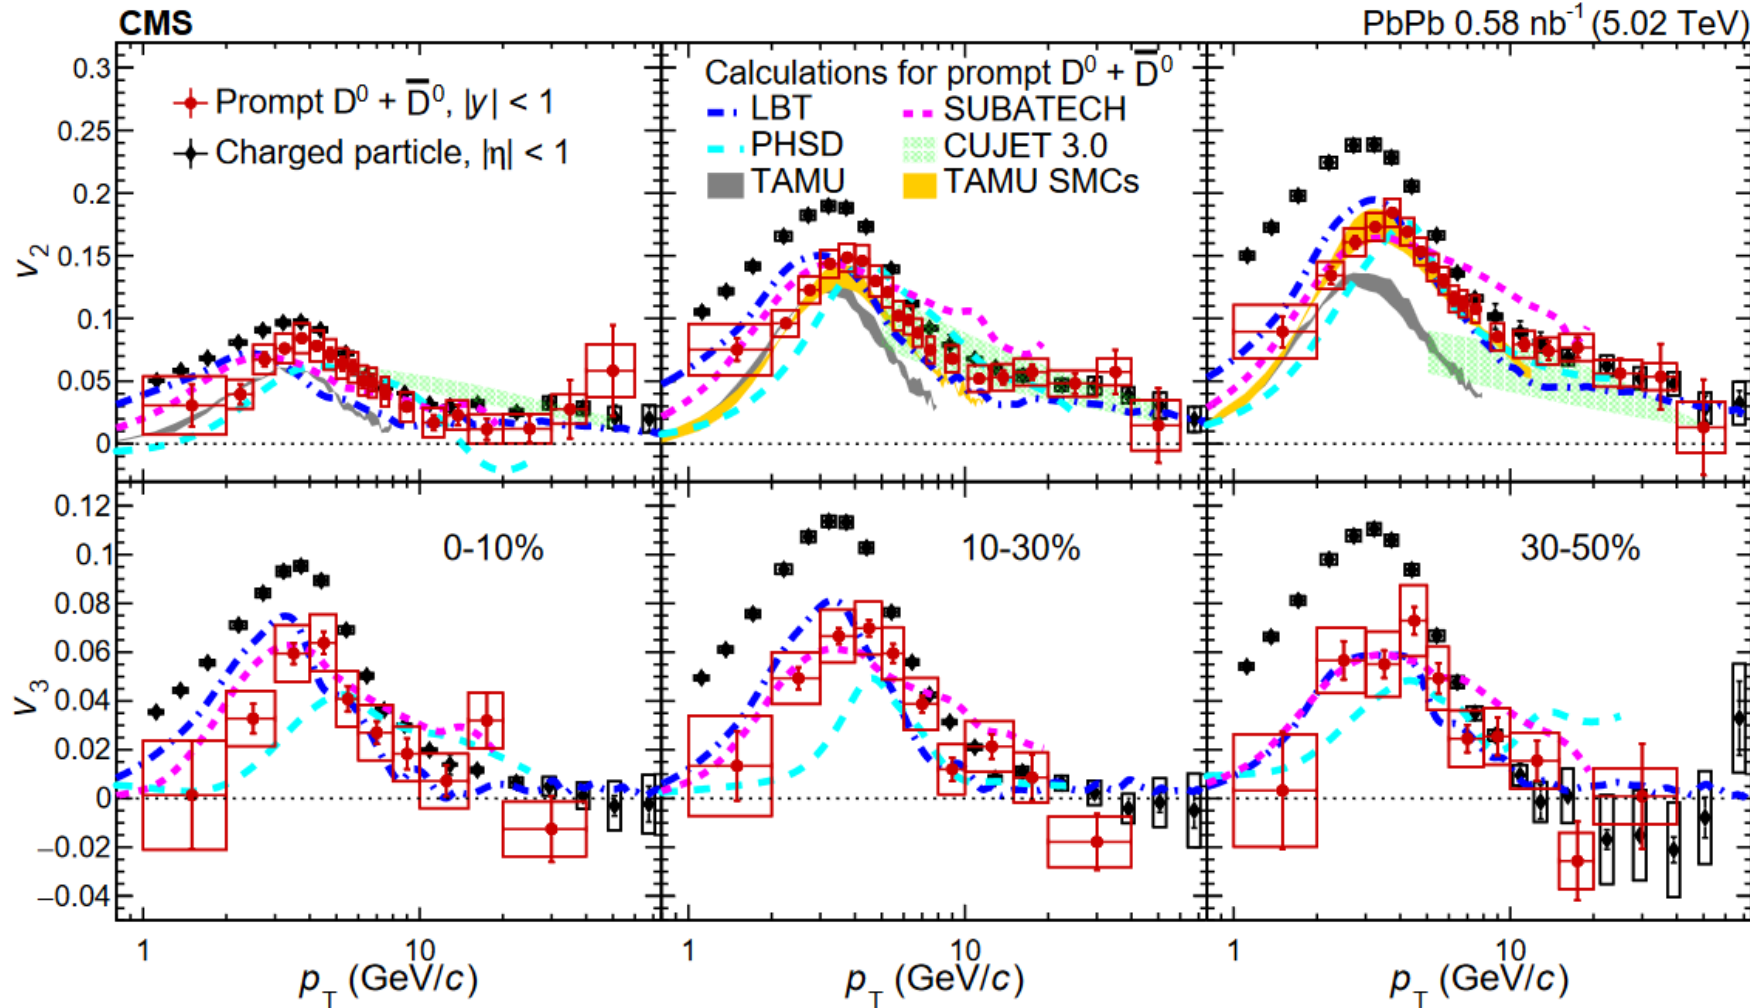 CMS
PbPb 0.58 nb⁻¹ (5.02 TeV)
Prompt D⁰ + D̅⁰, |y| < 1
Charged particle, |η| < 1
Calculations for prompt D⁰ + D̅⁰
LBT
SUBATECH
PHSD
CUJET 3.0
TAMU
TAMU SMCs
v₂
0.3
0.25
0.2
0.15
0.1
0.05
0
v₃
0.12
0.1
0.08
0.06
0.04
0.02
0
−0.02
−0.04
0-10%
10-30%
30-50%
1 10
1 10
1 10
p_T (GeV/c)
p_T (GeV/c)
p_T (GeV/c)